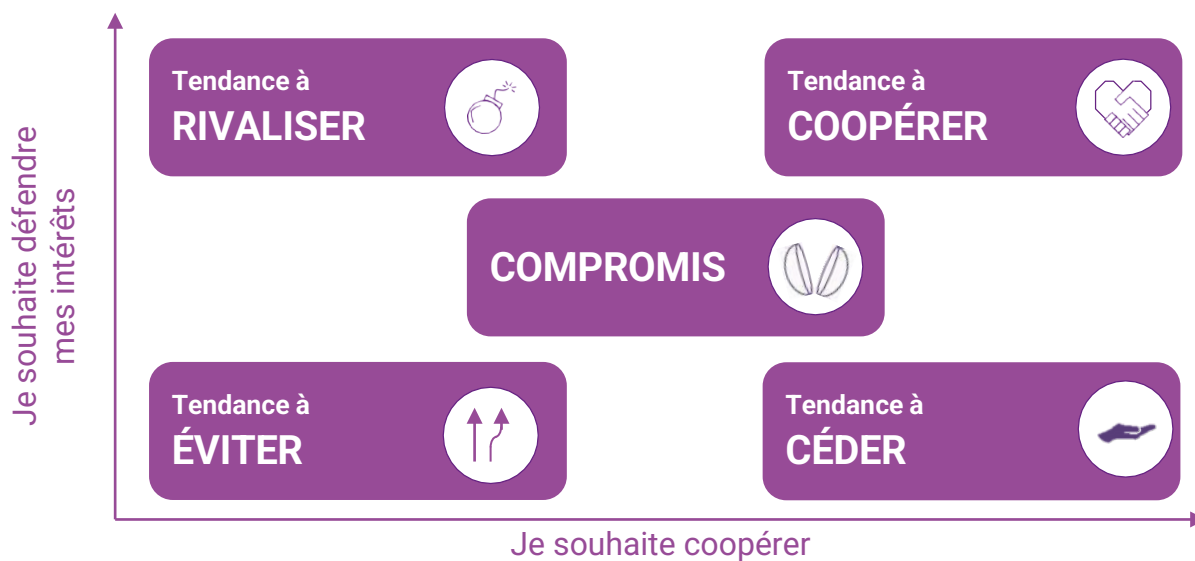 Je souhaite défendre
mes intérêts
Tendance à
RIVALISER
Tendance à
COOPÉRER
COMPROMIS
Tendance à
ÉVITER
Tendance à
CÉDER
Je souhaite coopérer